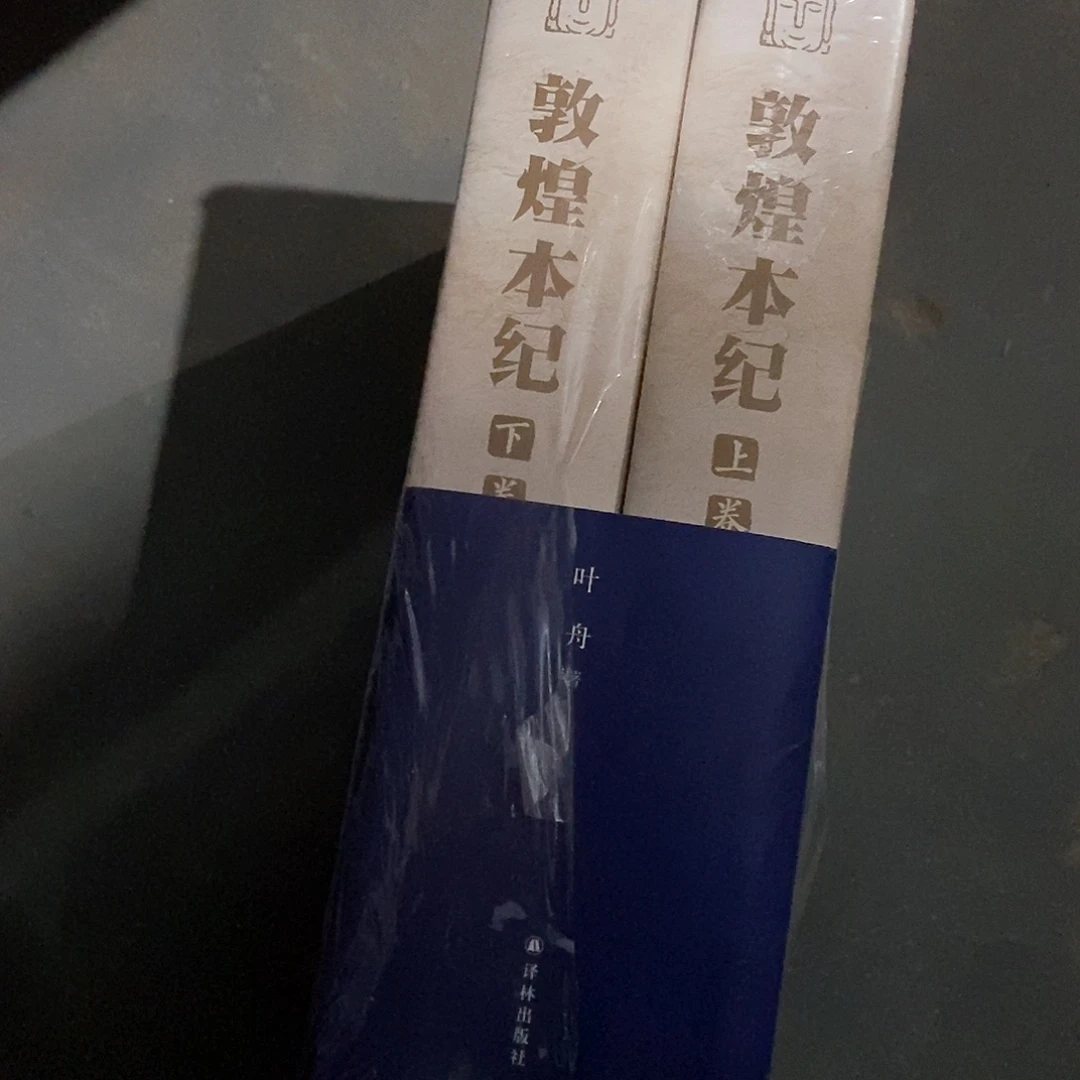 敦煌本纪 上卷
敦煌本纪 下卷
叶舟 著
译林出版社